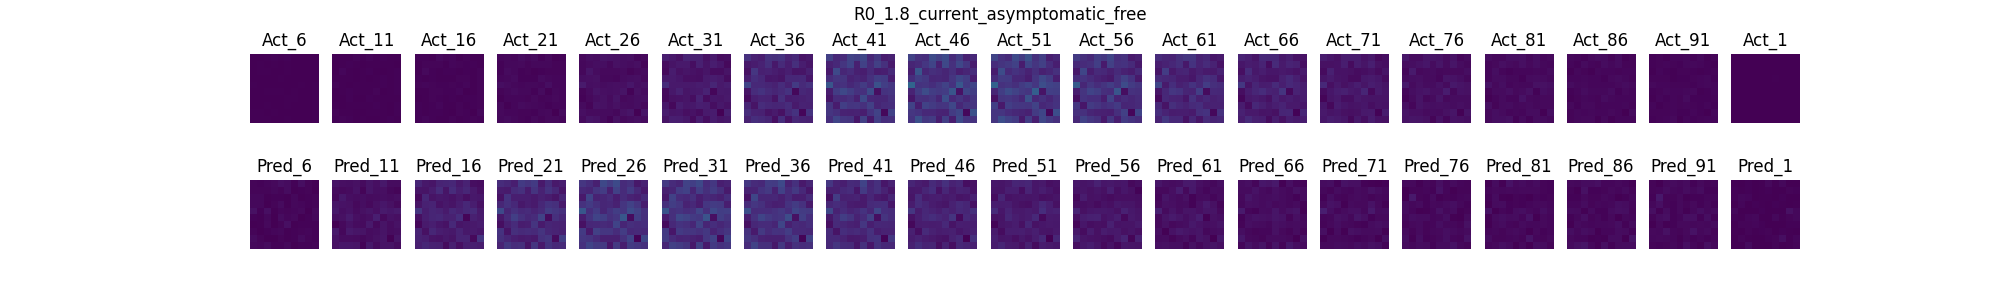 R0_1.8_current_asymptomatic_free
Act_6 Act_11 Act_16 Act_21 Act_26 Act_31 Act_36 Act_41 Act_46 Act_51 Act_56 Act_61 Act_66 Act_71 Act_76 Act_81 Act_86 Act_91 Act_1
Pred_6 Pred_11 Pred_16 Pred_21 Pred_26 Pred_31 Pred_36 Pred_41 Pred_46 Pred_51 Pred_56 Pred_61 Pred_66 Pred_71 Pred_76 Pred_81 Pred_86 Pred_91 Pred_1